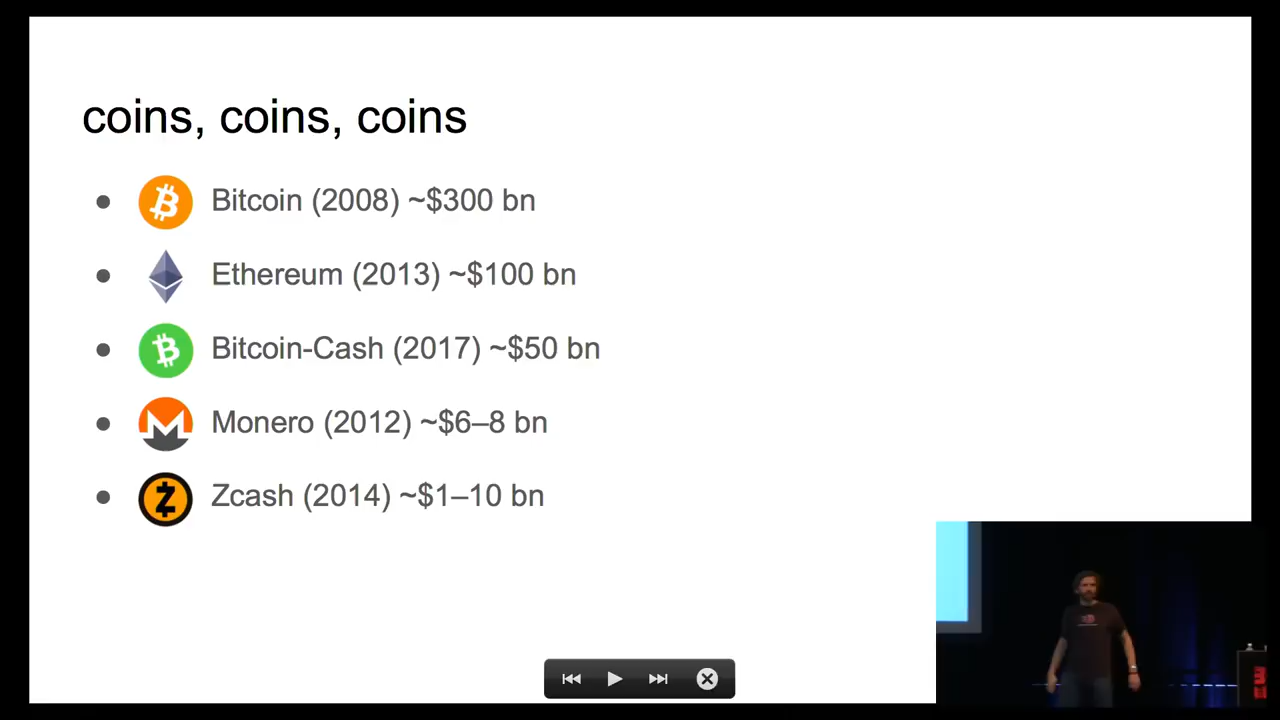 coins, coins, coins
Bitcoin (2008) ~$300 bn
Ethereum (2013) ~$100 bn
Bitcoin-Cash (2017) ~$50 bn
Monero (2012) ~$6–8 bn
Zcash (2014) ~$1–10 bn